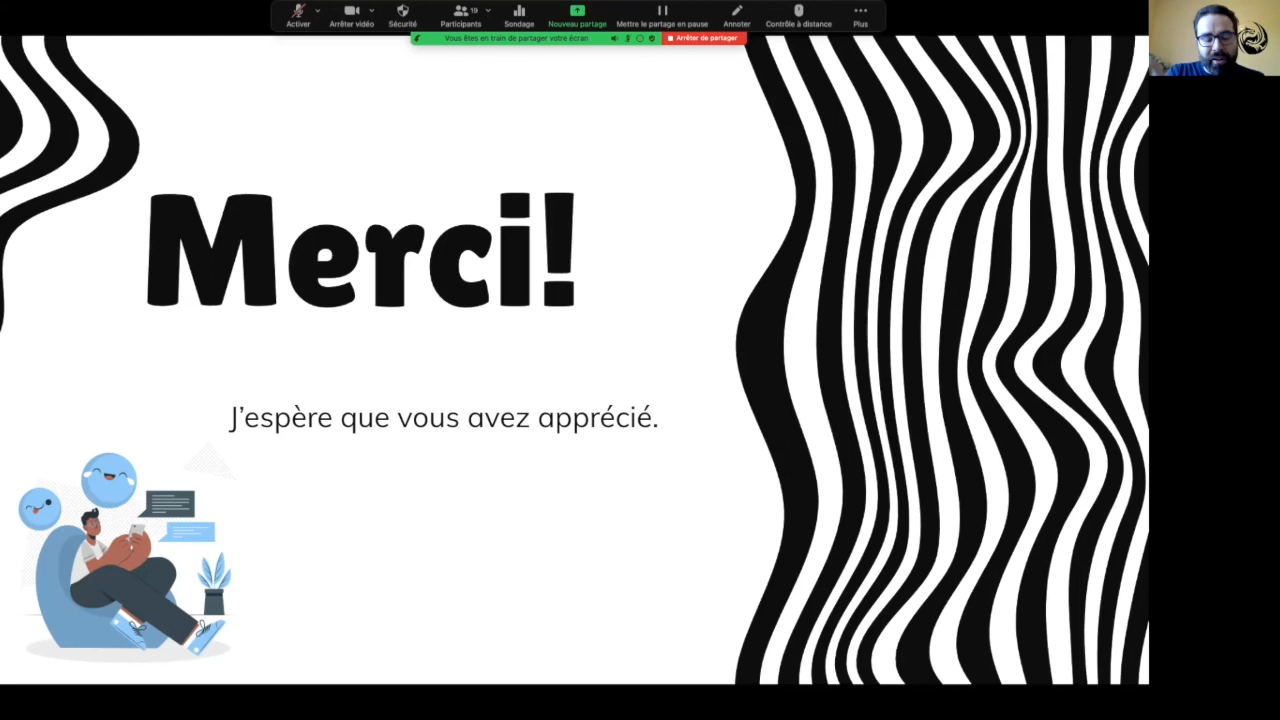 Activer
Arrêter vidéo
Sécurité
Participants
19
Sondage
Nouveau partage
Mettre le partage en pause
Annoter
Contrôle à distance
Plus
Vous êtes en train de partager votre écran
Arrêter de partager
Merci!
J’espère que vous avez apprécié.